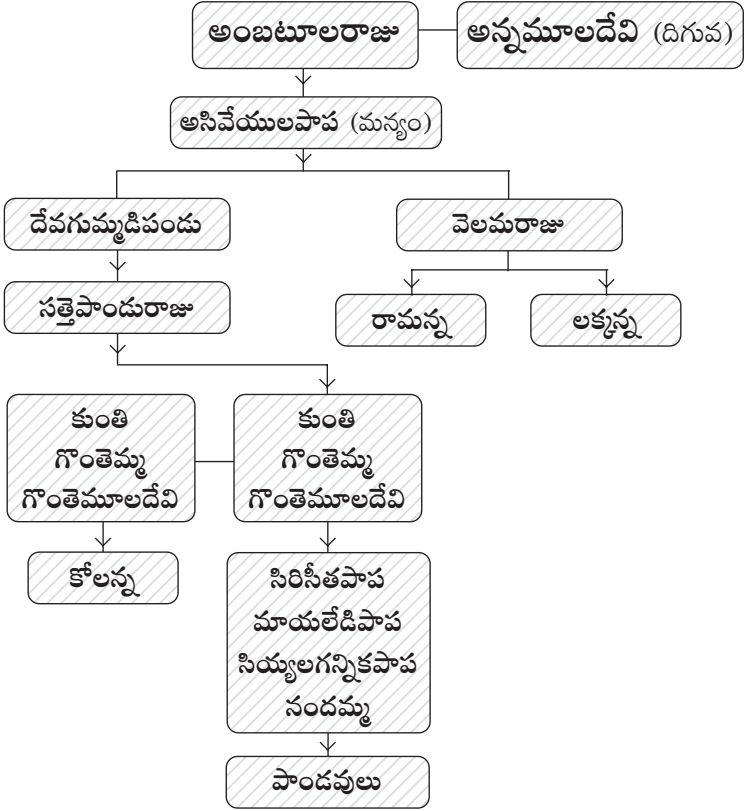 అంబటూలరాజు
అన్నమూలదేవి (దిగువ)
అసివేయులపాప (మన్యం)
దేవగుమ్మడిపండు
వెలమరాజు
సత్తెపాండురాజు
రామన్న
లక్కన్న
కుంతి
గొంతెమ్మ
గొంతెమూలదేవి
కుంతి
గొంతెమ్మ
గొంతెమూలదేవి
కోలన్న
సిరిసీతపాప
మాయలేడిపాప
సియ్యలగన్నికపాప
నందమ్మ
పాండవులు